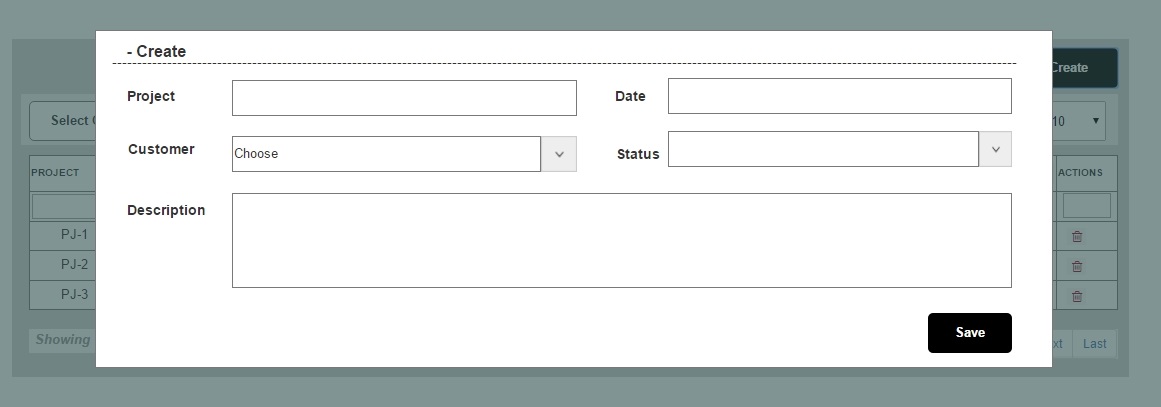 - Create
Project
Date
Customer
Choose
Status
Description
Save
Create
Select
10
PROJECT
ACTIONS
PJ-1
PJ-2
PJ-3
Showing
Last